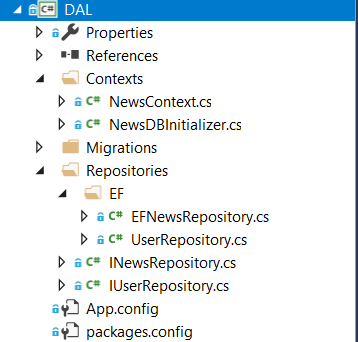 C# DAL
Properties
References
Contexts
C# NewsContext.cs
C# NewsDBInitializer.cs
Migrations
Repositories
EF
C# EFNewsRepository.cs
C# UserRepository.cs
C# INewsRepository.cs
C# IUserRepository.cs
App.config
packages.config